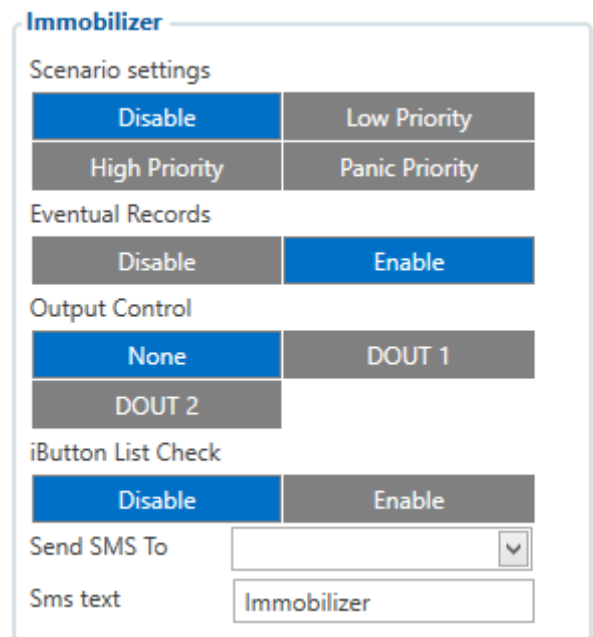 Immobilizer
Scenario settings
Disable Low Priority
High Priority Panic Priority
Eventual Records
Disable Enable
Output Control
None DOUT 1
DOUT 2
iButton List Check
Disable Enable
Send SMS To
Sms text Immobilizer